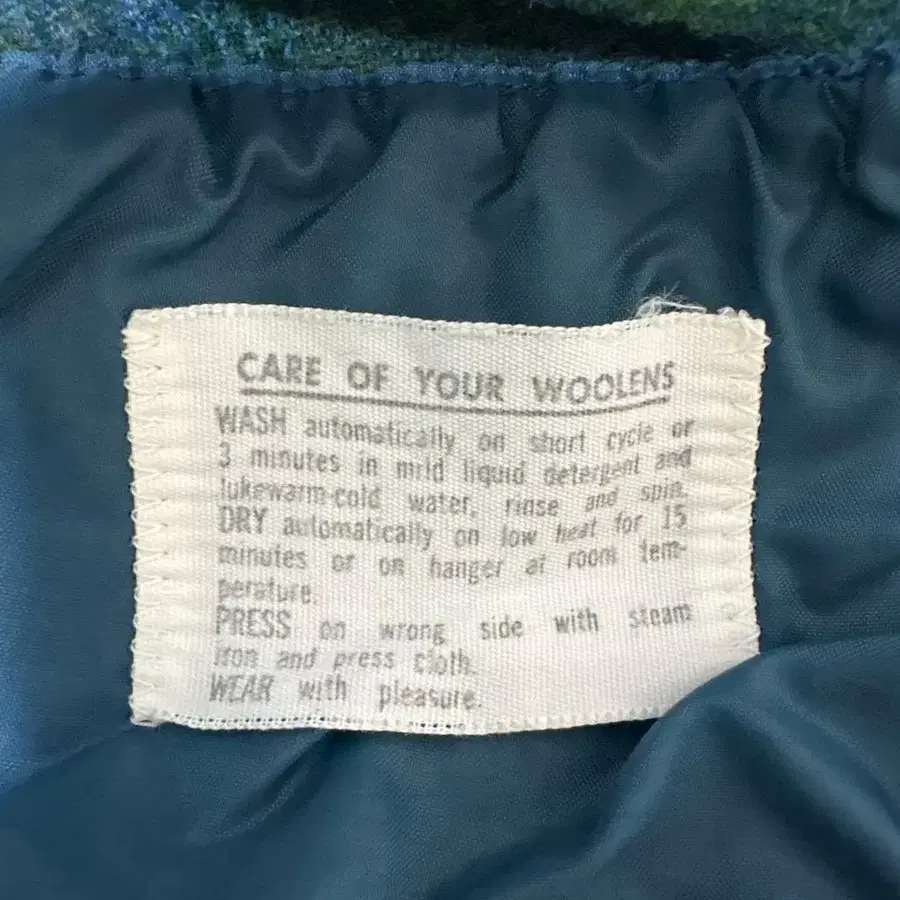 CARE OF YOUR WOOLENS
WASH automatically on short cycle or
3 minutes in mild liquid detergent and
lukewarm-cold water, rinse and spin.
DRY automatically on low heat for 15
minutes or on hanger at room tem-
perature.
PRESS on wrong side with steam
iron and press cloth.
WEAR with pleasure.